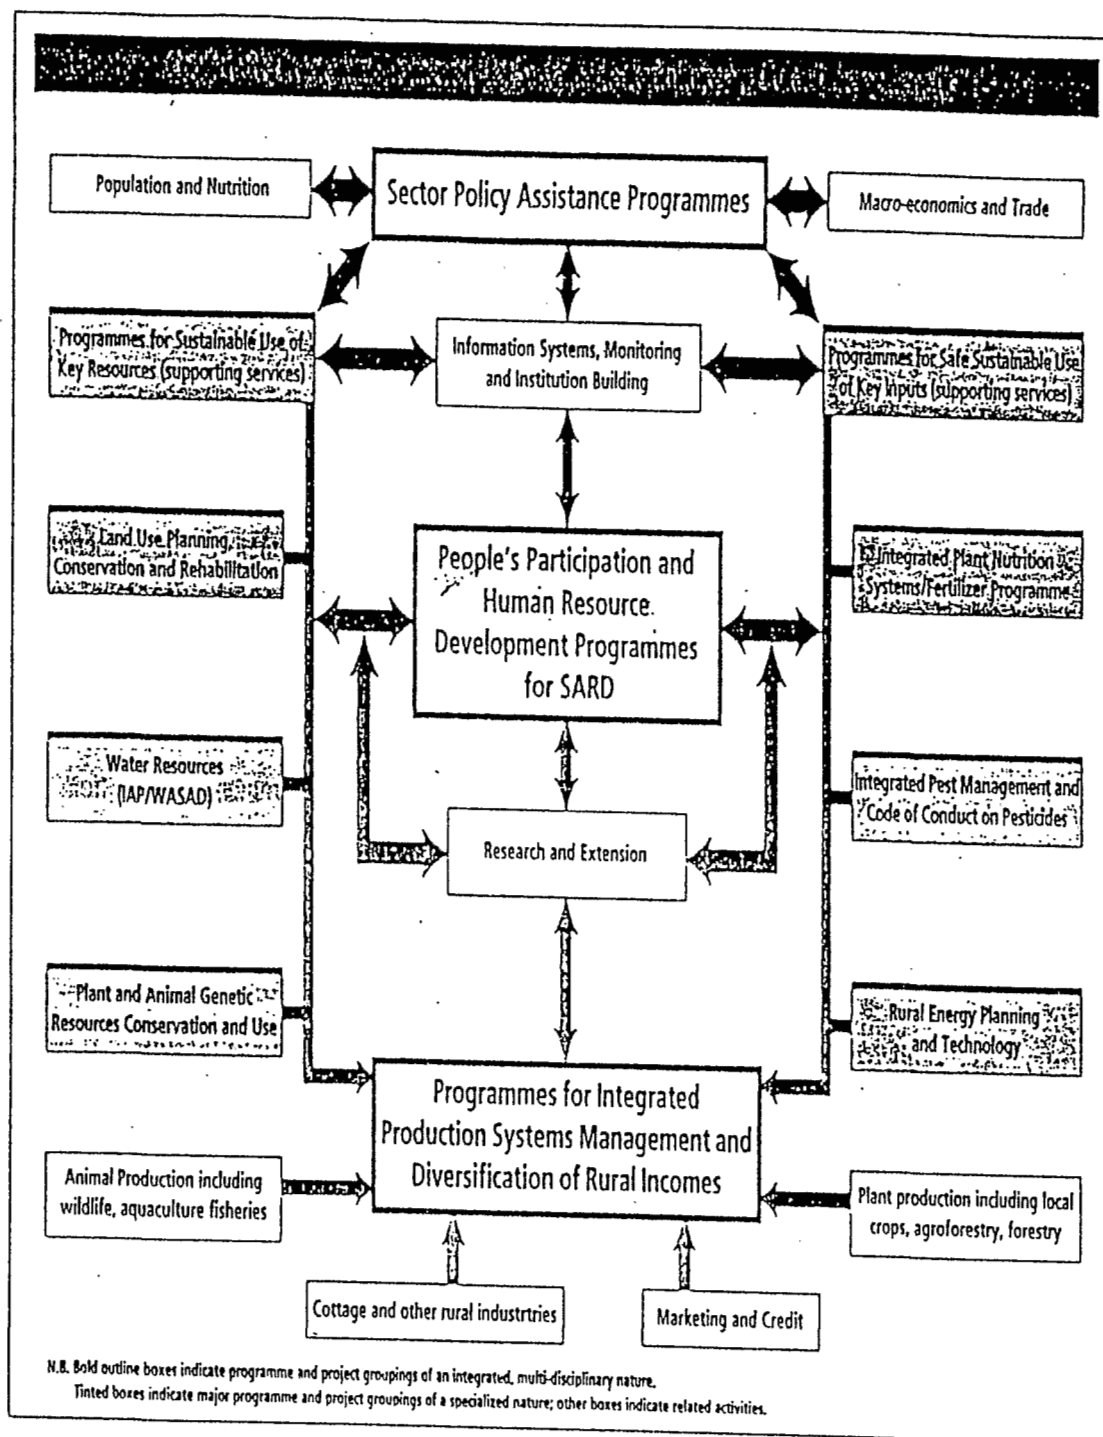 Population and Nutrition
Sector Policy Assistance Programmes
Macro-economics and Trade
Programmes for Sustainable Use of
Key Resources (supporting services)
Information Systems, Monitoring
and Institution Building
Programmes for Safe Sustainable Use
of Key Inputs (supporting services)
Land Use Planning,
Conservation and Rehabilitation
People's Participation and
Human Resource
Development Programmes
for SARD
Integrated Plant Nutrition
Systems/Fertilizer Programme
Water Resources
(IAP/WASAD)
Research and Extension
Integrated Pest Management and
Code of Conduct on Pesticides
Plant and Animal Genetic
Resources Conservation and Use
Rural Energy Planning
and Technology
Programmes for Integrated
Production Systems Management and
Diversification of Rural Incomes
Animal Production including
wildlife, aquaculture fisheries
Plant production including local
crops, agroforestry, forestry
Cottage and other rural industrtries
Marketing and Credit
N.B. Bold outline boxes indicate programme and project groupings of an integrated, multi-disciplinary nature.
Tinted boxes indicate major programme and project groupings of a specialized nature; other boxes indicate related activities.